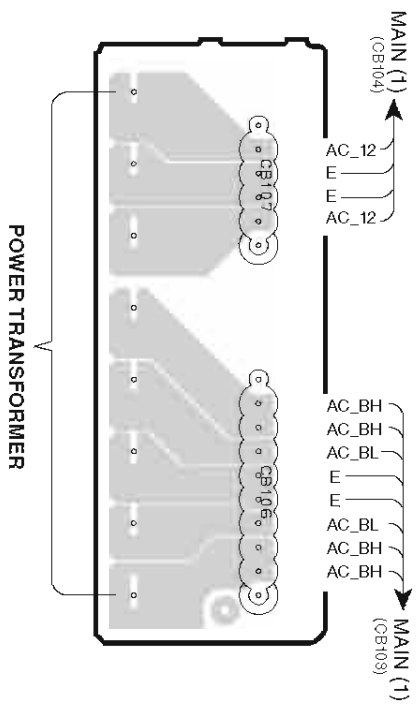 MAIN (1)
(CB104)
AC_12
E
E
AC_12
CB107
POWER TRANSFORMER
AC_BH
AC_BH
AC_BL
E
E
AC_BL
AC_BH
AC_BH
CB106
MAIN (1)
(CB103)